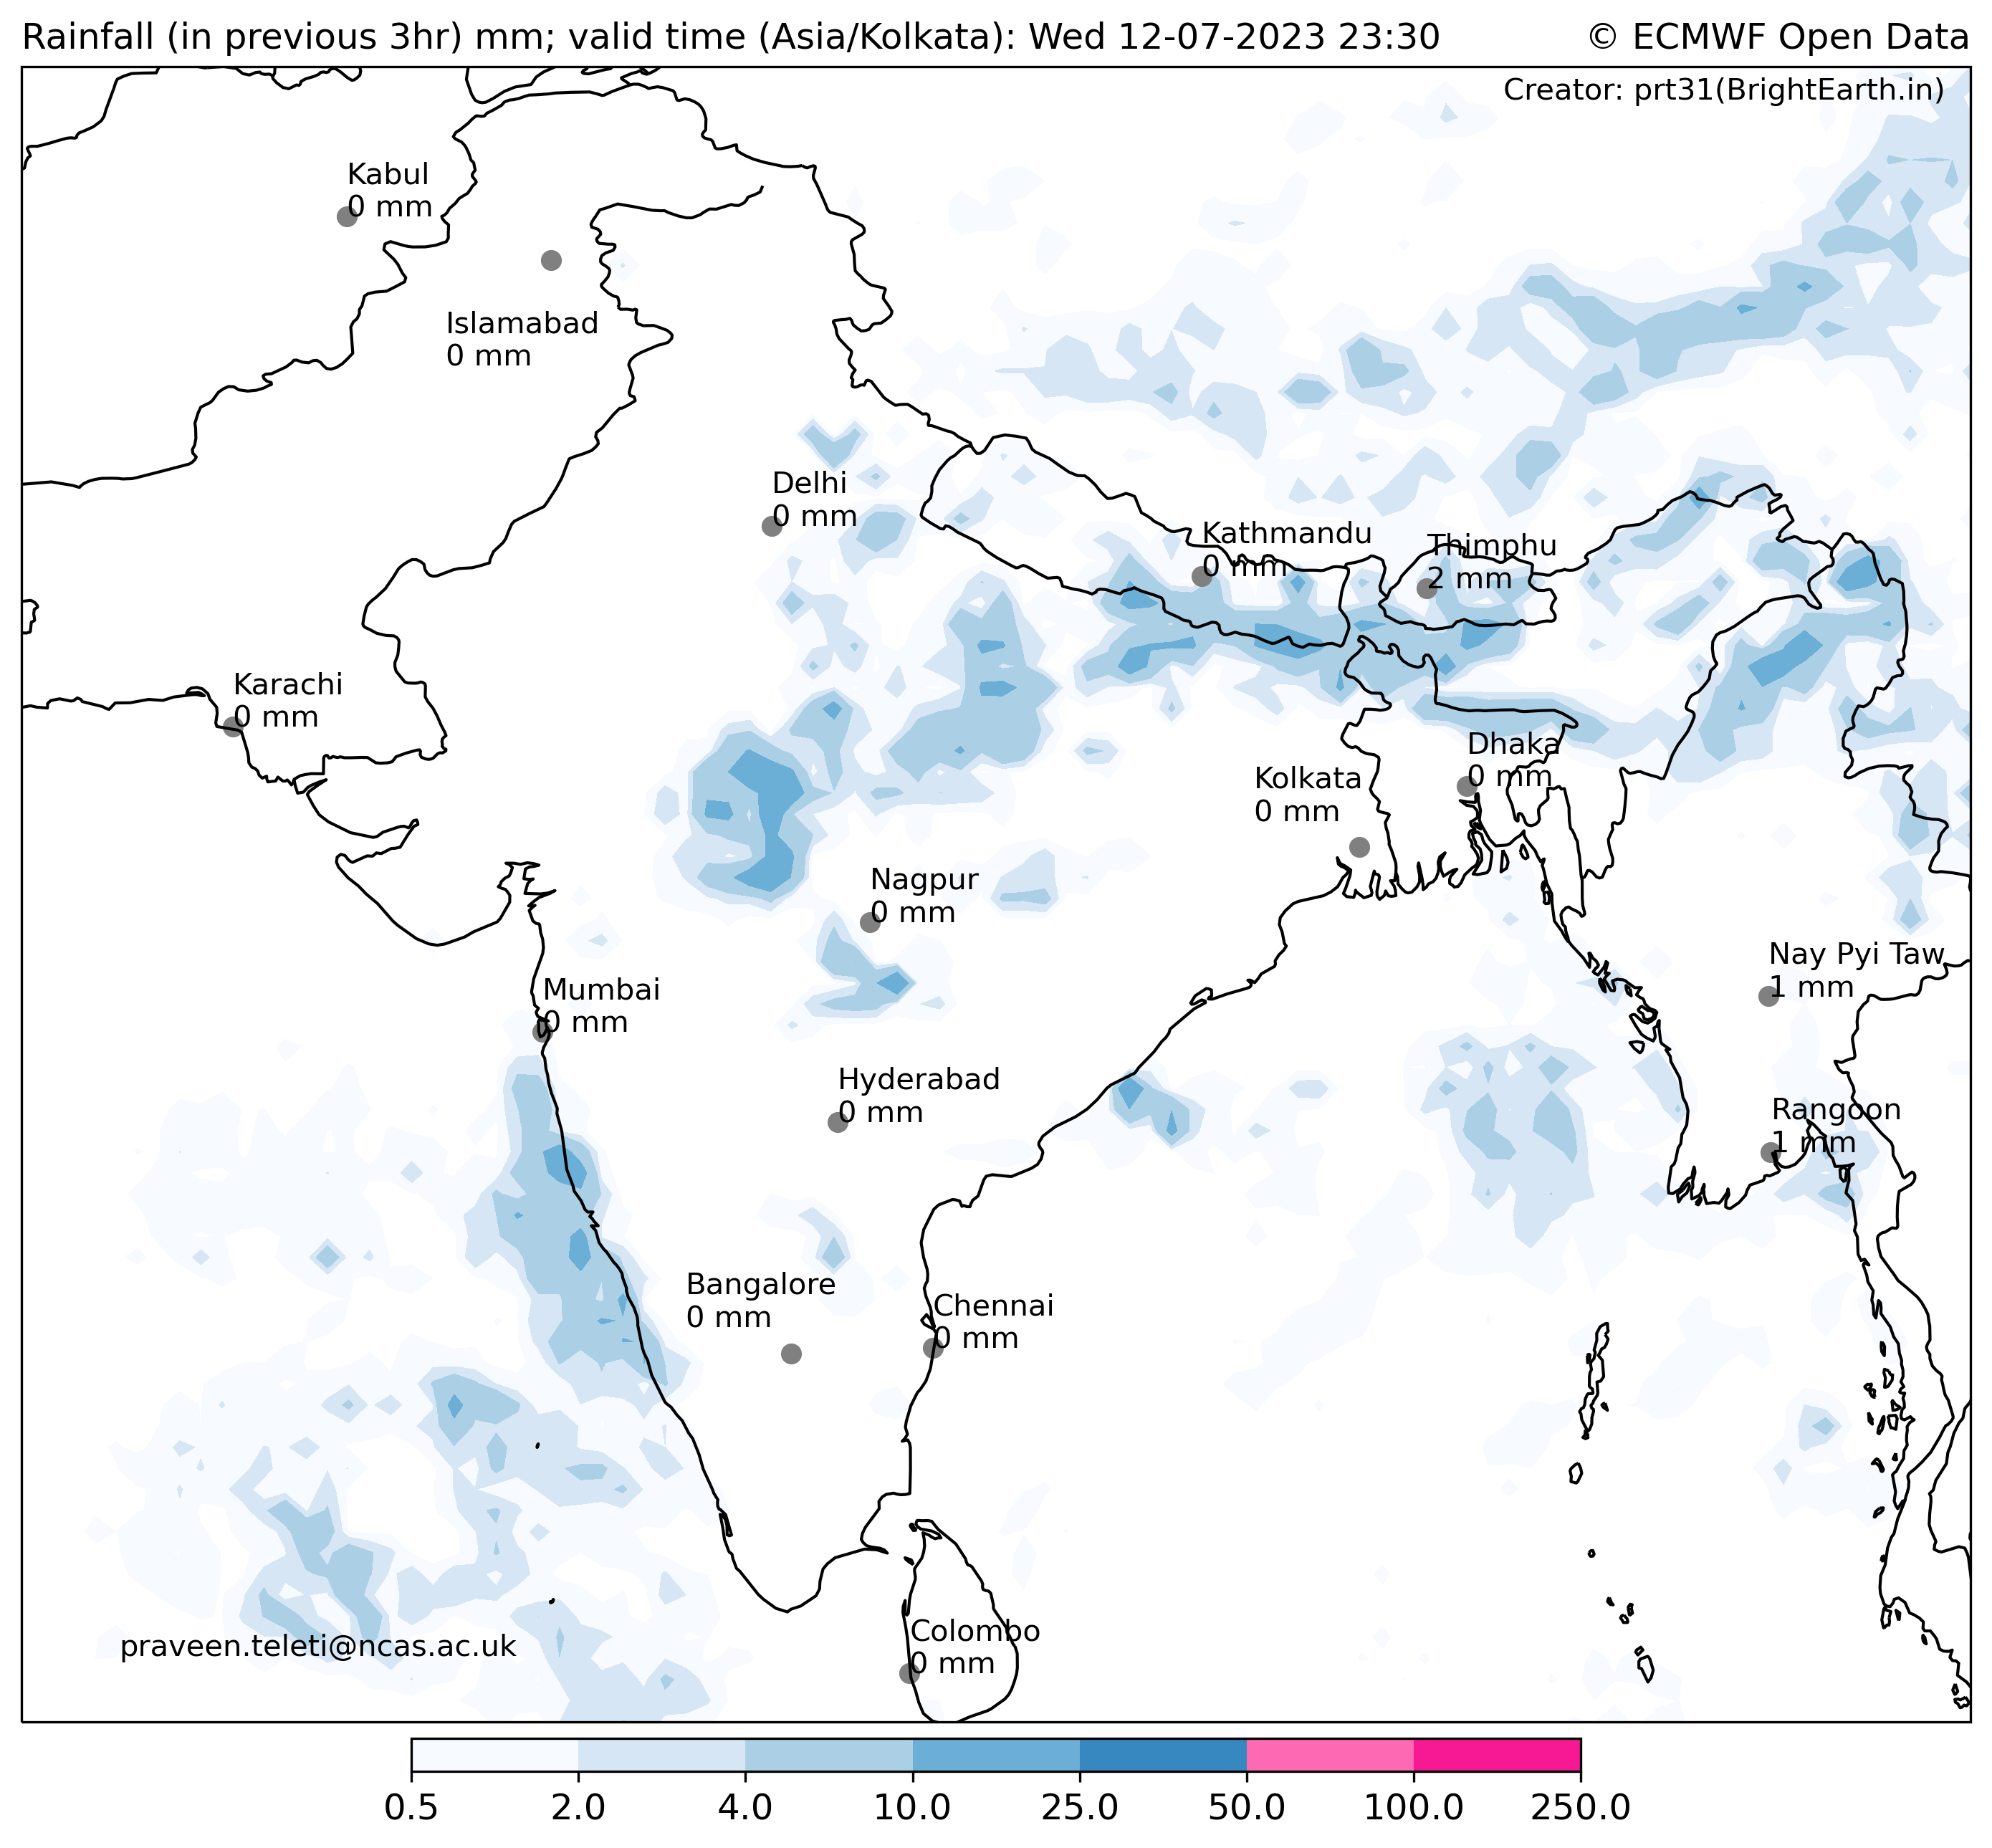 Rainfall (in previous 3hr) mm; valid time (Asia/Kolkata): Wed 12-07-2023 23:30
© ECMWF Open Data
Creator: prt31(BrightEarth.in)
Kabul
0 mm
Islamabad
0 mm
Delhi
0 mm
Kathmandu
0 mm
Thimphu
2 mm
Karachi
0 mm
Dhaka
0 mm
Kolkata
0 mm
Nagpur
0 mm
Nay Pyi Taw
1 mm
Mumbai
0 mm
Hyderabad
0 mm
Rangoon
1 mm
Bangalore
0 mm
Chennai
0 mm
Colombo
0 mm
praveen.teleti@ncas.ac.uk
0.5 2.0 4.0 10.0 25.0 50.0 100.0 250.0